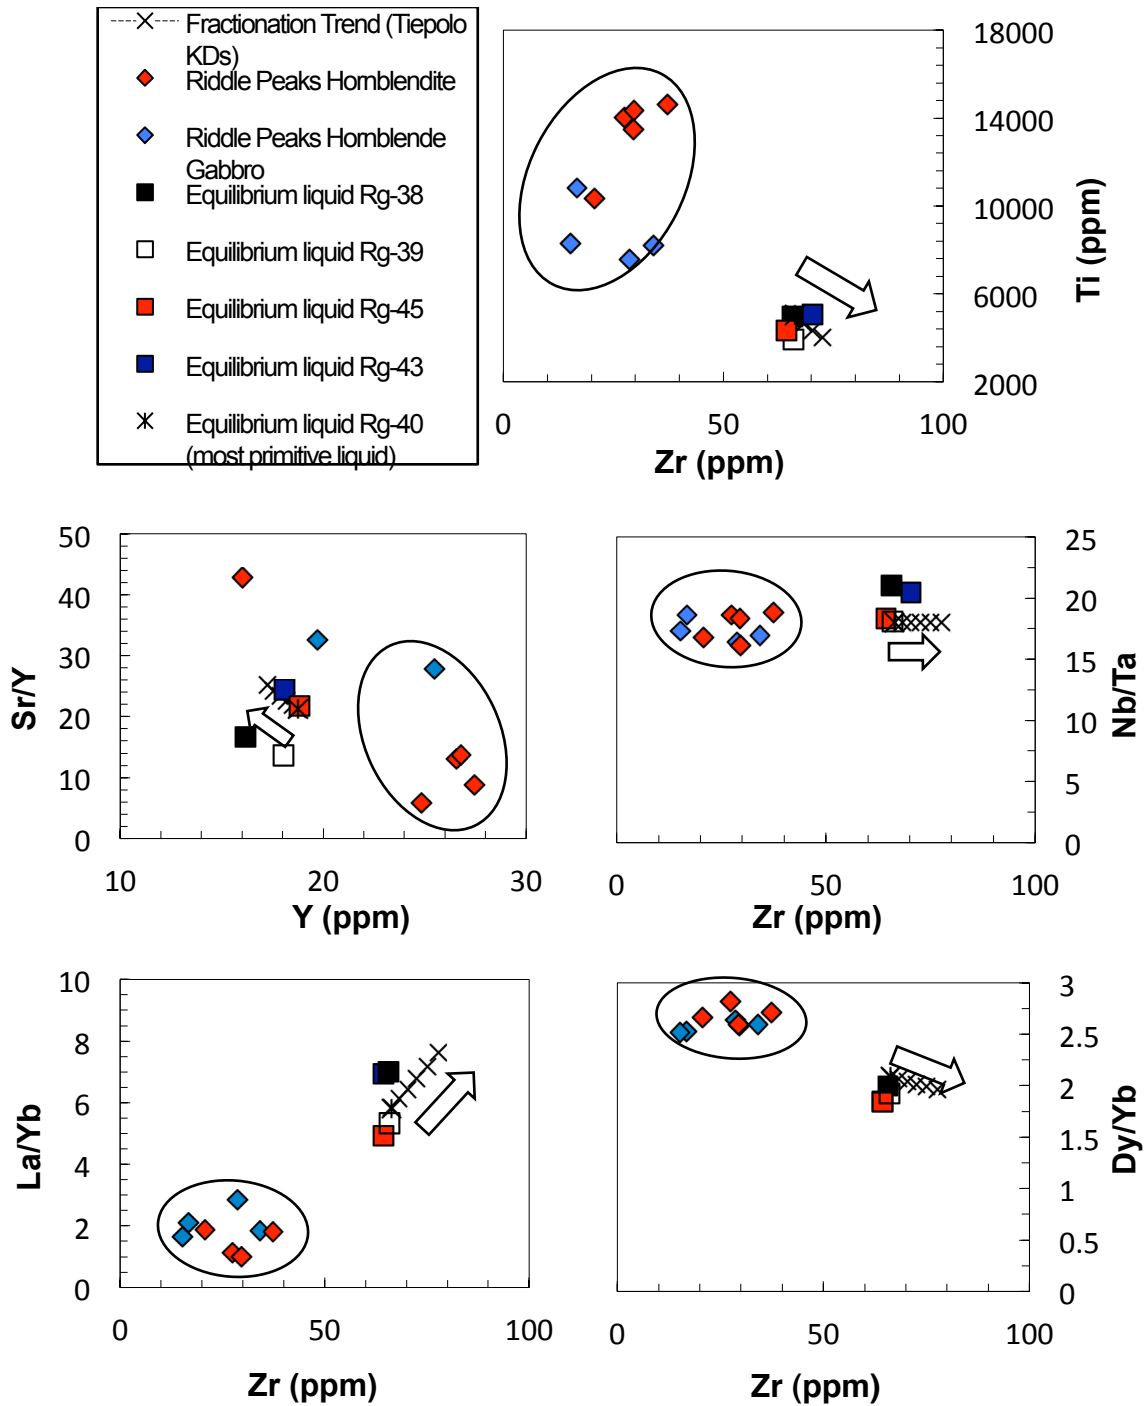 Fractionation Trend (Tiepolo
KDs)
Riddle Peaks Hornblendite
Riddle Peaks Hornblende
Gabbro
Equilibrium liquid Rg-38
Equilibrium liquid Rg-39
Equilibrium liquid Rg-45
Equilibrium liquid Rg-43
Equilibrium liquid Rg-40
(most primitive liquid)
18000
14000
10000
6000
2000
Ti (ppm)
0
50
100
Zr (ppm)
50
40
30
20
10
0
Sr/Y
10
20
30
Y (ppm)
25
20
15
10
5
0
Nb/Ta
0
50
100
Zr (ppm)
10
8
6
4
2
0
La/Yb
0
50
100
Zr (ppm)
3
2.5
2
1.5
1
0.5
0
Dy/Yb
0
50
100
Zr (ppm)